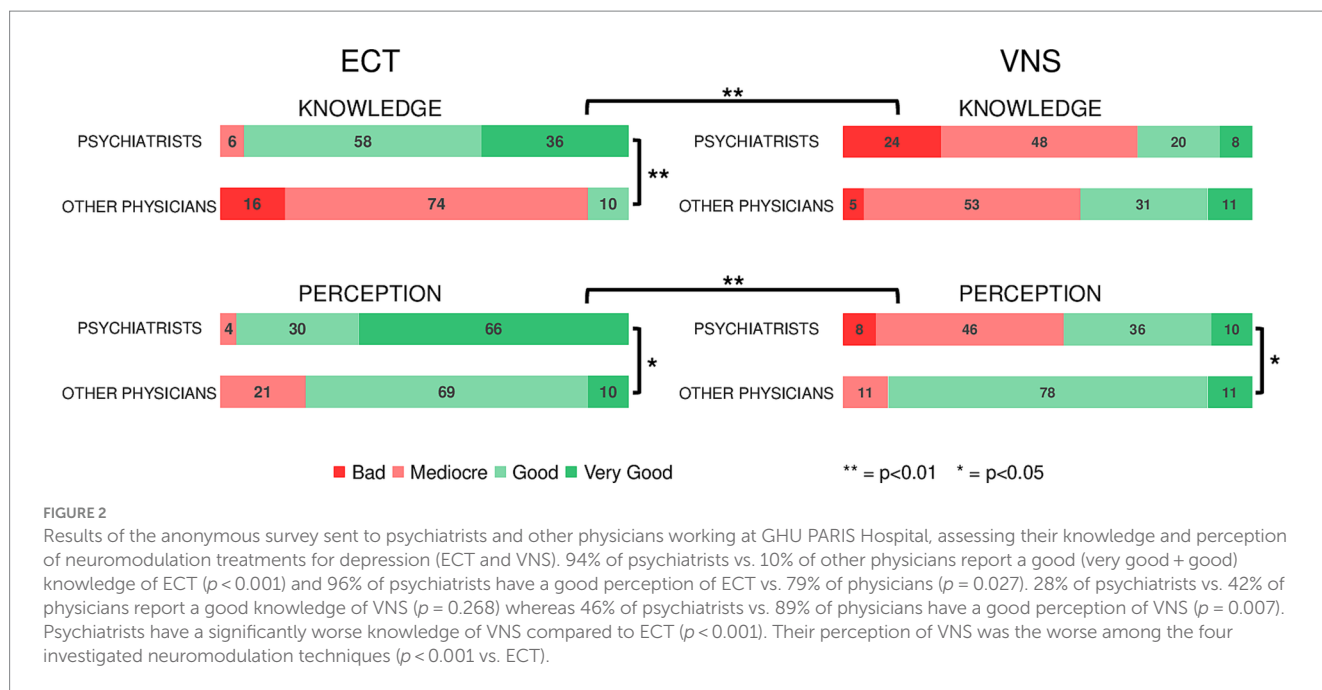 ECT
VNS
KNOWLEDGE
**
KNOWLEDGE
PSYCHIATRISTS 6 58 36
**
OTHER PHYSICIANS 16 74 10
PSYCHIATRISTS 24 48 20 8
OTHER PHYSICIANS 5 53 31 11
PERCEPTION
**
PERCEPTION
PSYCHIATRISTS 4 30 66
*
OTHER PHYSICIANS 21 69 10
PSYCHIATRISTS 8 46 36 10
*
OTHER PHYSICIANS 11 78 11
Bad Mediocre Good Very Good
** = p<0.01 * = p<0.05
FIGURE 2
Results of the anonymous survey sent to psychiatrists and other physicians working at GHU PARIS Hospital, assessing their knowledge and perception
of neuromodulation treatments for depression (ECT and VNS). 94% of psychiatrists vs. 10% of other physicians report a good (very good + good)
knowledge of ECT (p < 0.001) and 96% of psychiatrists have a good perception of ECT vs. 79% of physicians (p = 0.027). 28% of psychiatrists vs. 42% of
physicians report a good knowledge of VNS (p = 0.268) whereas 46% of psychiatrists vs. 89% of physicians have a good perception of VNS (p = 0.007).
Psychiatrists have a significantly worse knowledge of VNS compared to ECT (p < 0.001). Their perception of VNS was the worse among the four
investigated neuromodulation techniques (p < 0.001 vs. ECT).